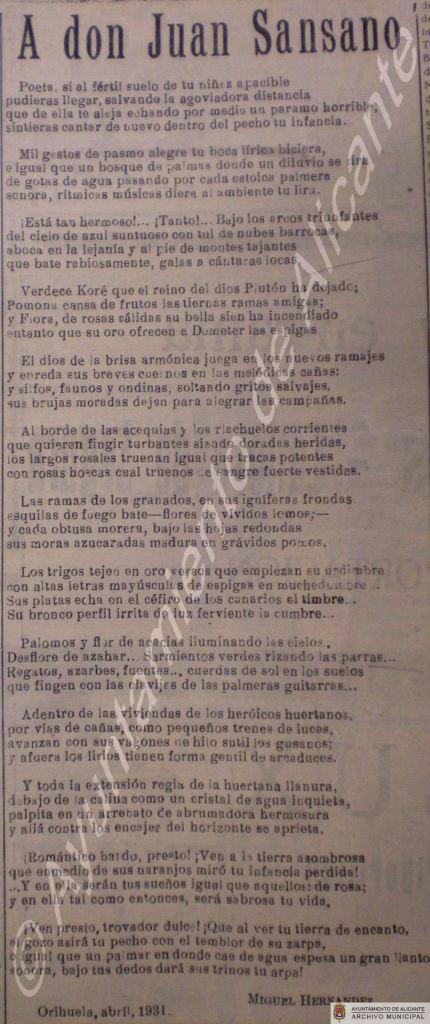 A don Juan Sansano
Poeta, si al fértil suelo de tu niñez apacible
pudieras llegar, salvando la agoviadora distancia
que de ella te aleja echando por medio un paramo horrible,
sintieras cantar de nuevo dentro del pecho tu infancia.
Mil gestos de pasmo alegre tu boca lírica hiciera,
e igual que un bosque de palmas donde un diluvio se tira
de gotas de agua pasando por cada estoica palmera
sonora, rítmicas músicas diera al ambiente tu lira.
¡Está tan hermoso!... ¡Tanto!... Bajo los arcos triunfantes
del cielo de azul suntuoso con tul de nubes barrocas,
aboca en la lejanía y al pie de montes tajantes
que bate rabiosamente, galas a cántaras locas.
Verdece Koré que el reino del dios Plutón ha dejado;
Pomona cansa de frutos las tiernas ramas amigas;
y Flora, de rosas cálidas su bella sien ha incendiado
entanto que su oro ofrecen a Demeter las espigas
El dios de la brisa armónica juega en los nuevos ramajes
y enreda sus breves cuernos en las melódicas cañas;
y silfos, faunos y ondinas, soltando gritos salvajes,
sus brujas moradas dejan para alegrar las campañas.
Al borde de las acequias y los riachuelos corrientes
que quieren fingir turbantes siendo doradas heridas,
los largos rosales truenan igual que tracas potentes
con rosas hoscas cual truenos de sangre fuerte vestidas.
Las ramas de los granados, en sus igníferas frondas
esquilas de fuego bate—flores de vívidos lemos;—
y cada obtusa morera, bajo las hojas redondas
sus moras azucaradas madura en grávidos pomos.
Los trigos tejen en oro versos que empiezan su urdimbre
con altas letras mayúsculas de espigas en muchedumbre...
Sus platas echa en el céfiro de los canarios el timbre...
Su bronco perfil irrita de luz ferviente la cumbre...
Palomos y flor de naranjas iluminando las cielos.
Desflore de azahar... Sarmientos verdes rizando las parras...
Regatos, azarbes, fuentes... cuerdas de sol en los suelos
que fingen con las clavijas de las palmeras guitarras...
Adentro de las viviendas de los heróicos huertanos,
por vías de cañas, como pequeños trenes de luces,
avanzan con sus vagones de hilo sutil los gusanos;
y afuera los lirios tienen forma gentil de arcaduces.
Y toda la extensión regia de la huertana llanura,
debajo de la calina como un cristal de agua inquieta,
palpita en un arrebato de abrumadora hermosura
y allá contra los encajes del horizonte se aprieta.
¡Romántico bardo, presto! ¡Ven a la tierra asombrosa
que enmedio de sus naranjos miró tu infancia perdida!
...Y en ella serán tus sueños igual que aquellos de rosa;
y en ella tal como entonces, será sabrosa tu vida.
¡Ven presto, trovador dulce! ¡Que al ver tu tierra de encanto,
el gozo asirá tu pecho con el temblor de su zarpa,
e igual que un palmar en donde cae de agua espesa un gran llanto
sonora, bajo tus dedos dará sus trinos tu arpa!
MIGUEL HERNANDEZ
Orihuela, abril, 1931.
© Ayuntamiento de Alicante
AYUNTAMIENTO DE ALICANTE
ARCHIVO MUNICIPAL